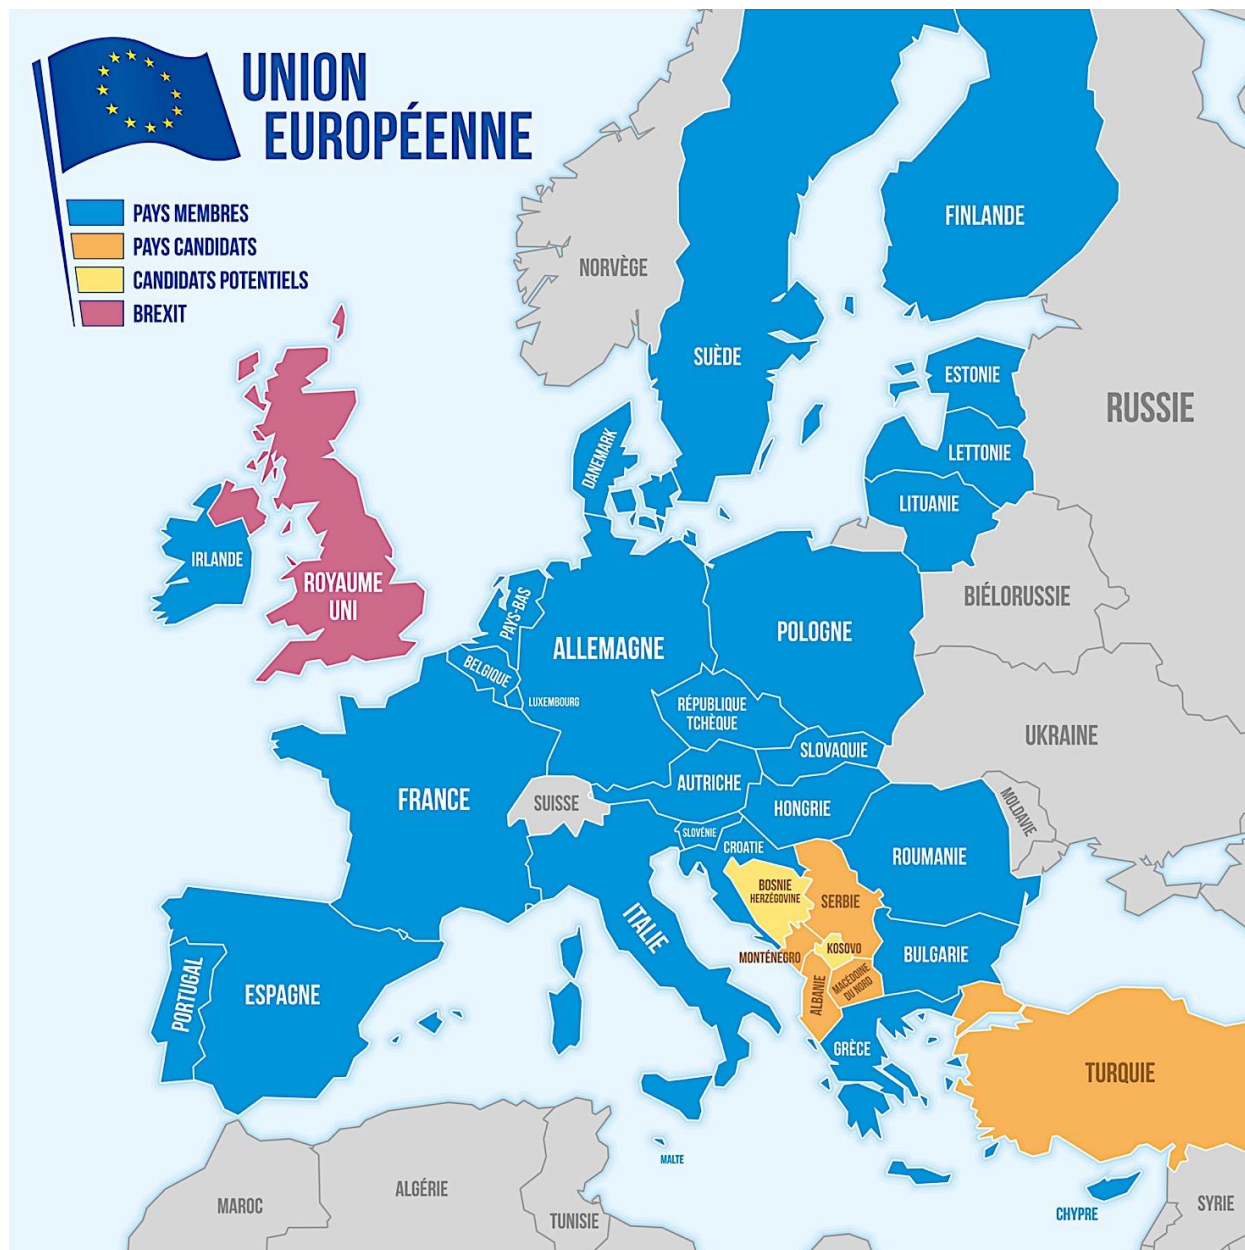 UNION
EUROPÉENNE
PAYS MEMBRES
PAYS CANDIDATS
CANDIDATS POTENTIELS
BREXIT
FINLANDE
NORVÈGE
SUÈDE
ESTONIE
RUSSIE
LETTONIE
DANEMARK
LITUANIE
IRLANDE
ROYAUME
UNI
BIÉLORUSSIE
PAYS-BAS
POLOGNE
ALLEMAGNE
BELGIQUE
LUXEMBOURG
RÉPUBLIQUE
TCHÈQUE
UKRAINE
SLOVAQUIE
AUTRICHE
FRANCE
SUISSE
HONGRIE
MOLDAVIE
SLOVÉNIE
CROATIE
ROUMANIE
BOSNIE
HERZÉGOVINE
SERBIE
ITALIE
KOSOVO
MONTÉNEGRO
BULGARIE
MACÉDOINE
DU NORD
ALBANIE
PORTUGAL
ESPAGNE
GRÈCE
TURQUIE
MALTE
ALGÉRIE
MAROC
TUNISIE
CHYPRE
SYRIE